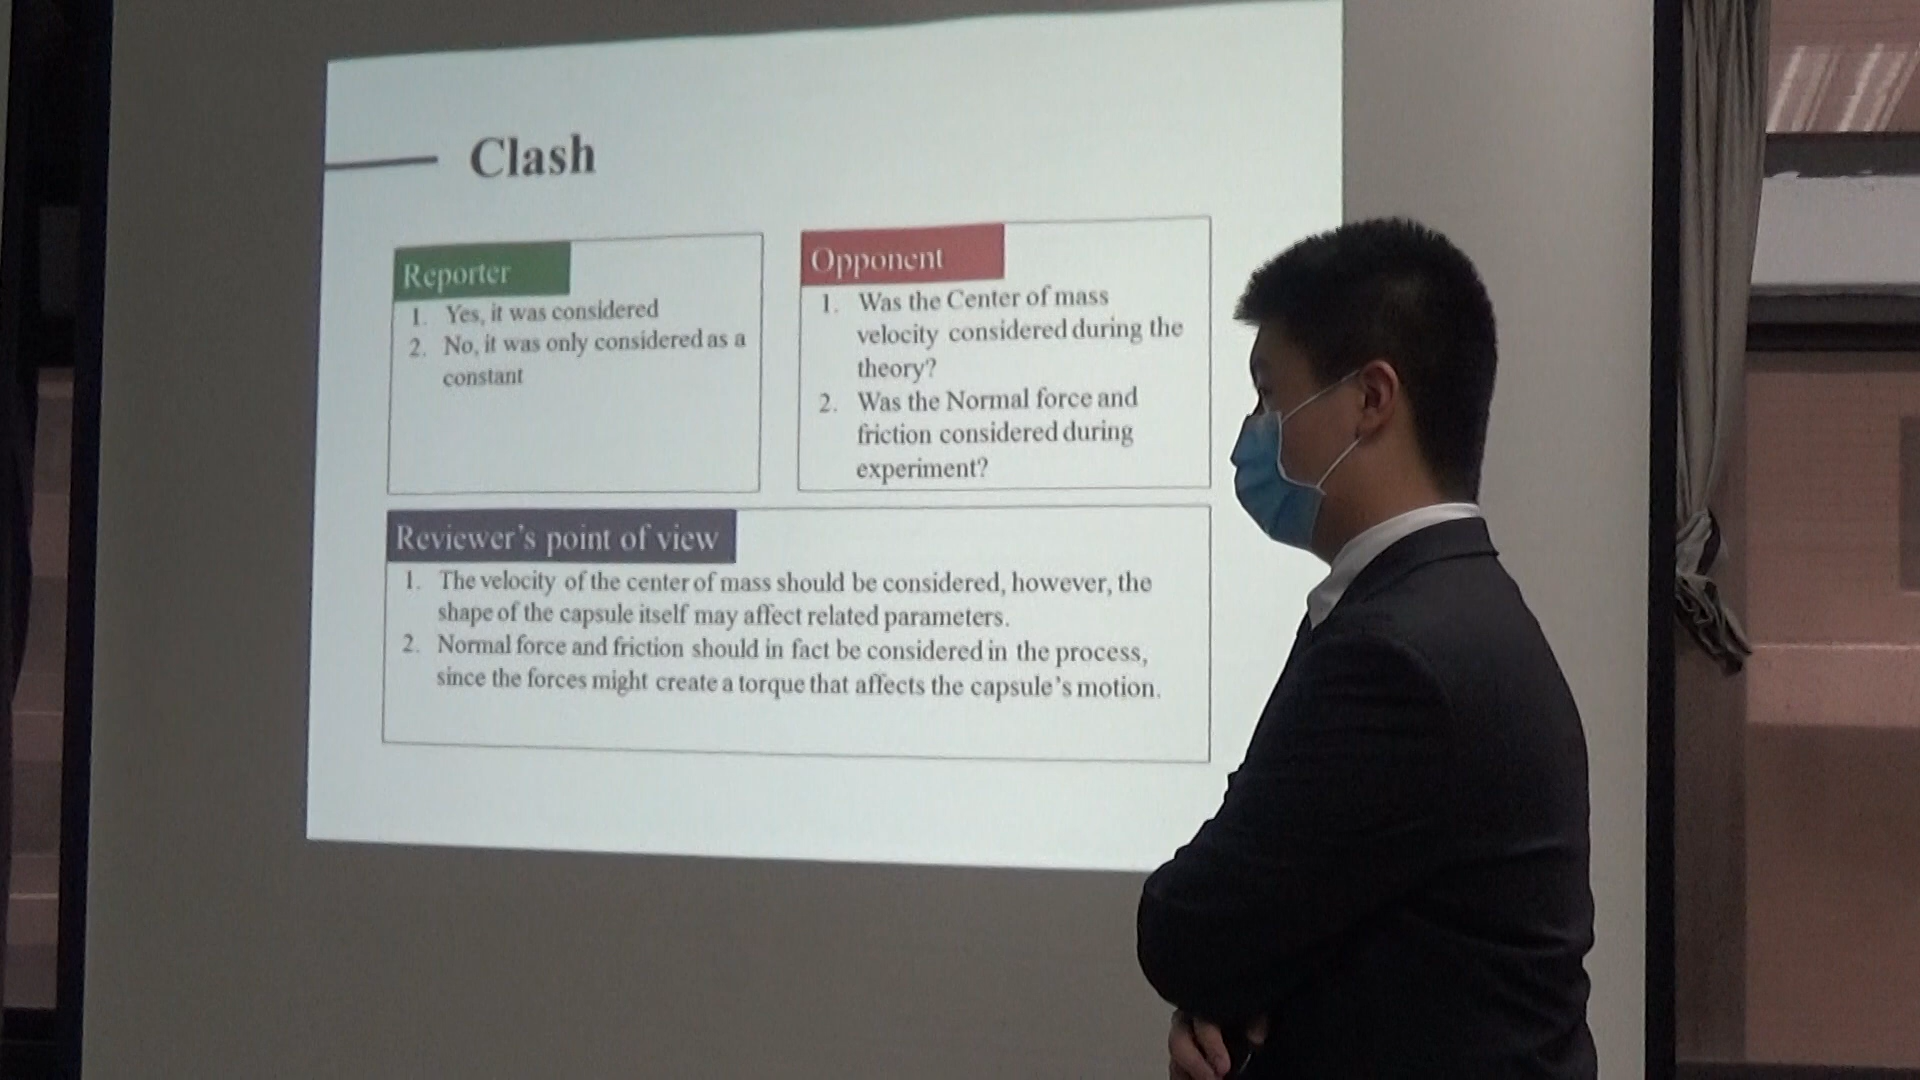 Clash
Reporter
1. Yes, it was considered
2. No, it was only considered as a
constant
Opponent
1. Was the Center of mass
velocity considered during the
theory?
2. Was the Normal force and
friction considered during
experiment?
Reviewer's point of view
1. The velocity of the center of mass should be considered, however, the
shape of the capsule itself may affect related parameters.
2. Normal force and friction should in fact be considered in the process,
since the forces might create a torque that affects the capsule's motion.